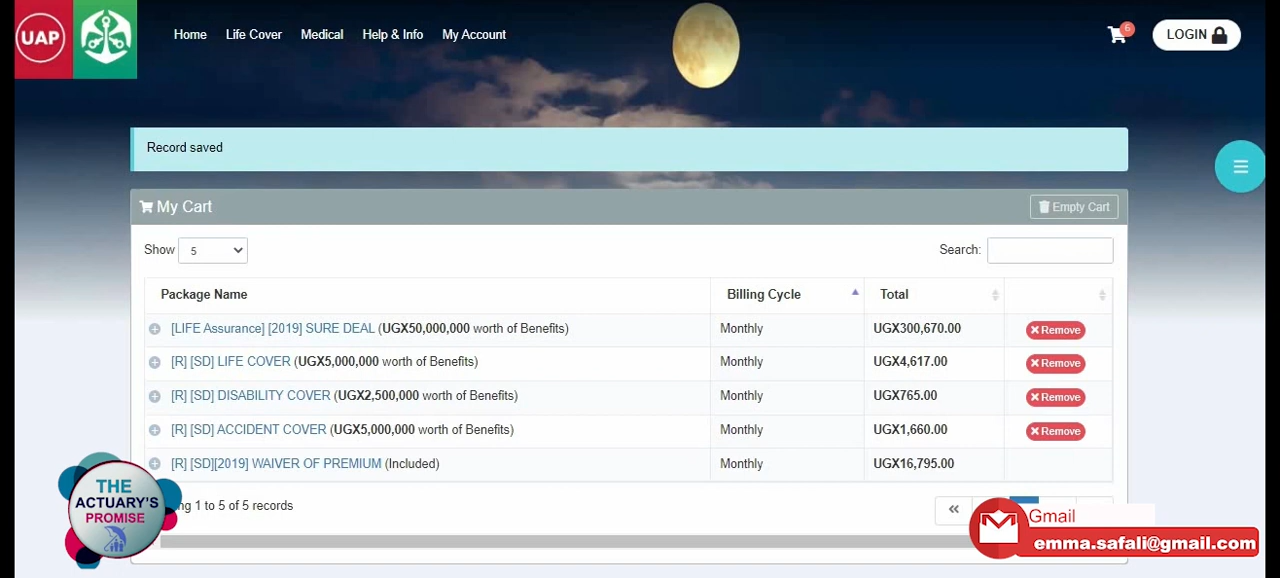 UAP
Home Life Cover Medical Help & Info My Account
6
LOGIN
Record saved
My Cart
Empty Cart
Show 5
Search:
Package Name Billing Cycle Total
[LIFE Assurance] [2019] SURE DEAL (UGX50,000,000 worth of Benefits) Monthly UGX300,670.00 Remove
[R] [SD] LIFE COVER (UGX5,000,000 worth of Benefits) Monthly UGX4,617.00 Remove
[R] [SD] DISABILITY COVER (UGX2,500,000 worth of Benefits) Monthly UGX765.00 Remove
[R] [SD] ACCIDENT COVER (UGX5,000,000 worth of Benefits) Monthly UGX1,660.00 Remove
[R] [SD][2019] WAIVER OF PREMIUM (Included) Monthly UGX16,795.00
ng 1 to 5 of 5 records
«
THE
ACTUARY'S
PROMISE
Gmail
emma.safali@gmail.com